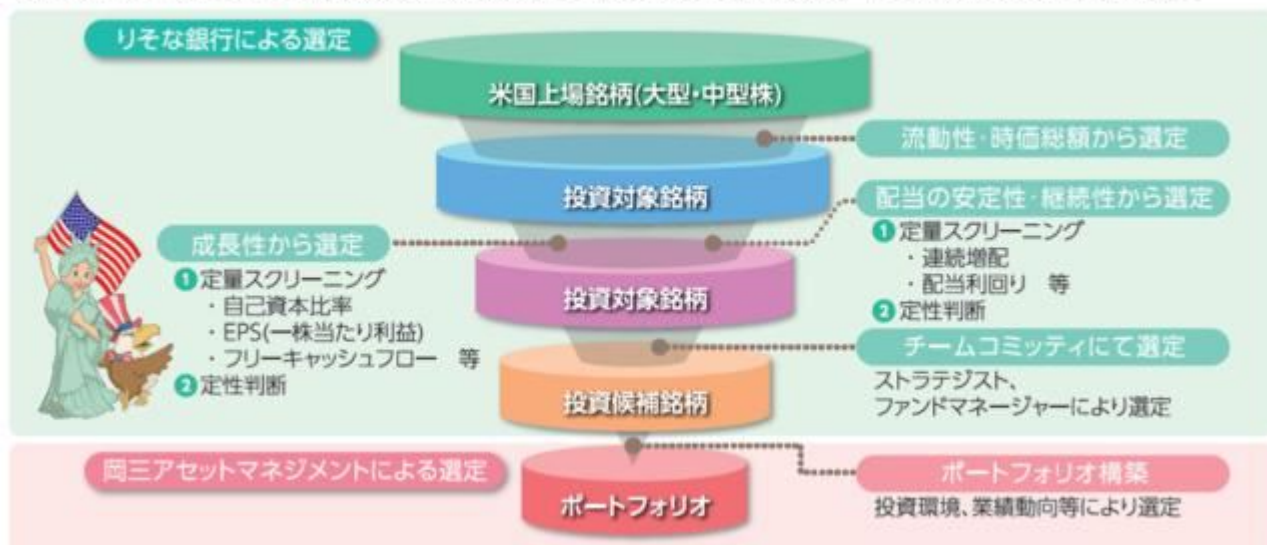 りそな銀行による選定
米国上場銘柄(大型・中型株)
流動性・時価総額から選定
投資対象銘柄
配当の安定性・継続性から選定
❶定量スクリーニング
・連続増配
・配当利回り 等
❷定性判断
成長性から選定
❶定量スクリーニング
・自己資本比率
・EPS(一株当たり利益)
・フリーキャッシュフロー 等
❷定性判断
投資対象銘柄
チームコミッティにて選定
ストラテジスト、
ファンドマネージャーにより選定
投資候補銘柄
岡三アセットマネジメントによる選定
ポートフォリオ構築
投資環境、業績動向等により選定
ポートフォリオ